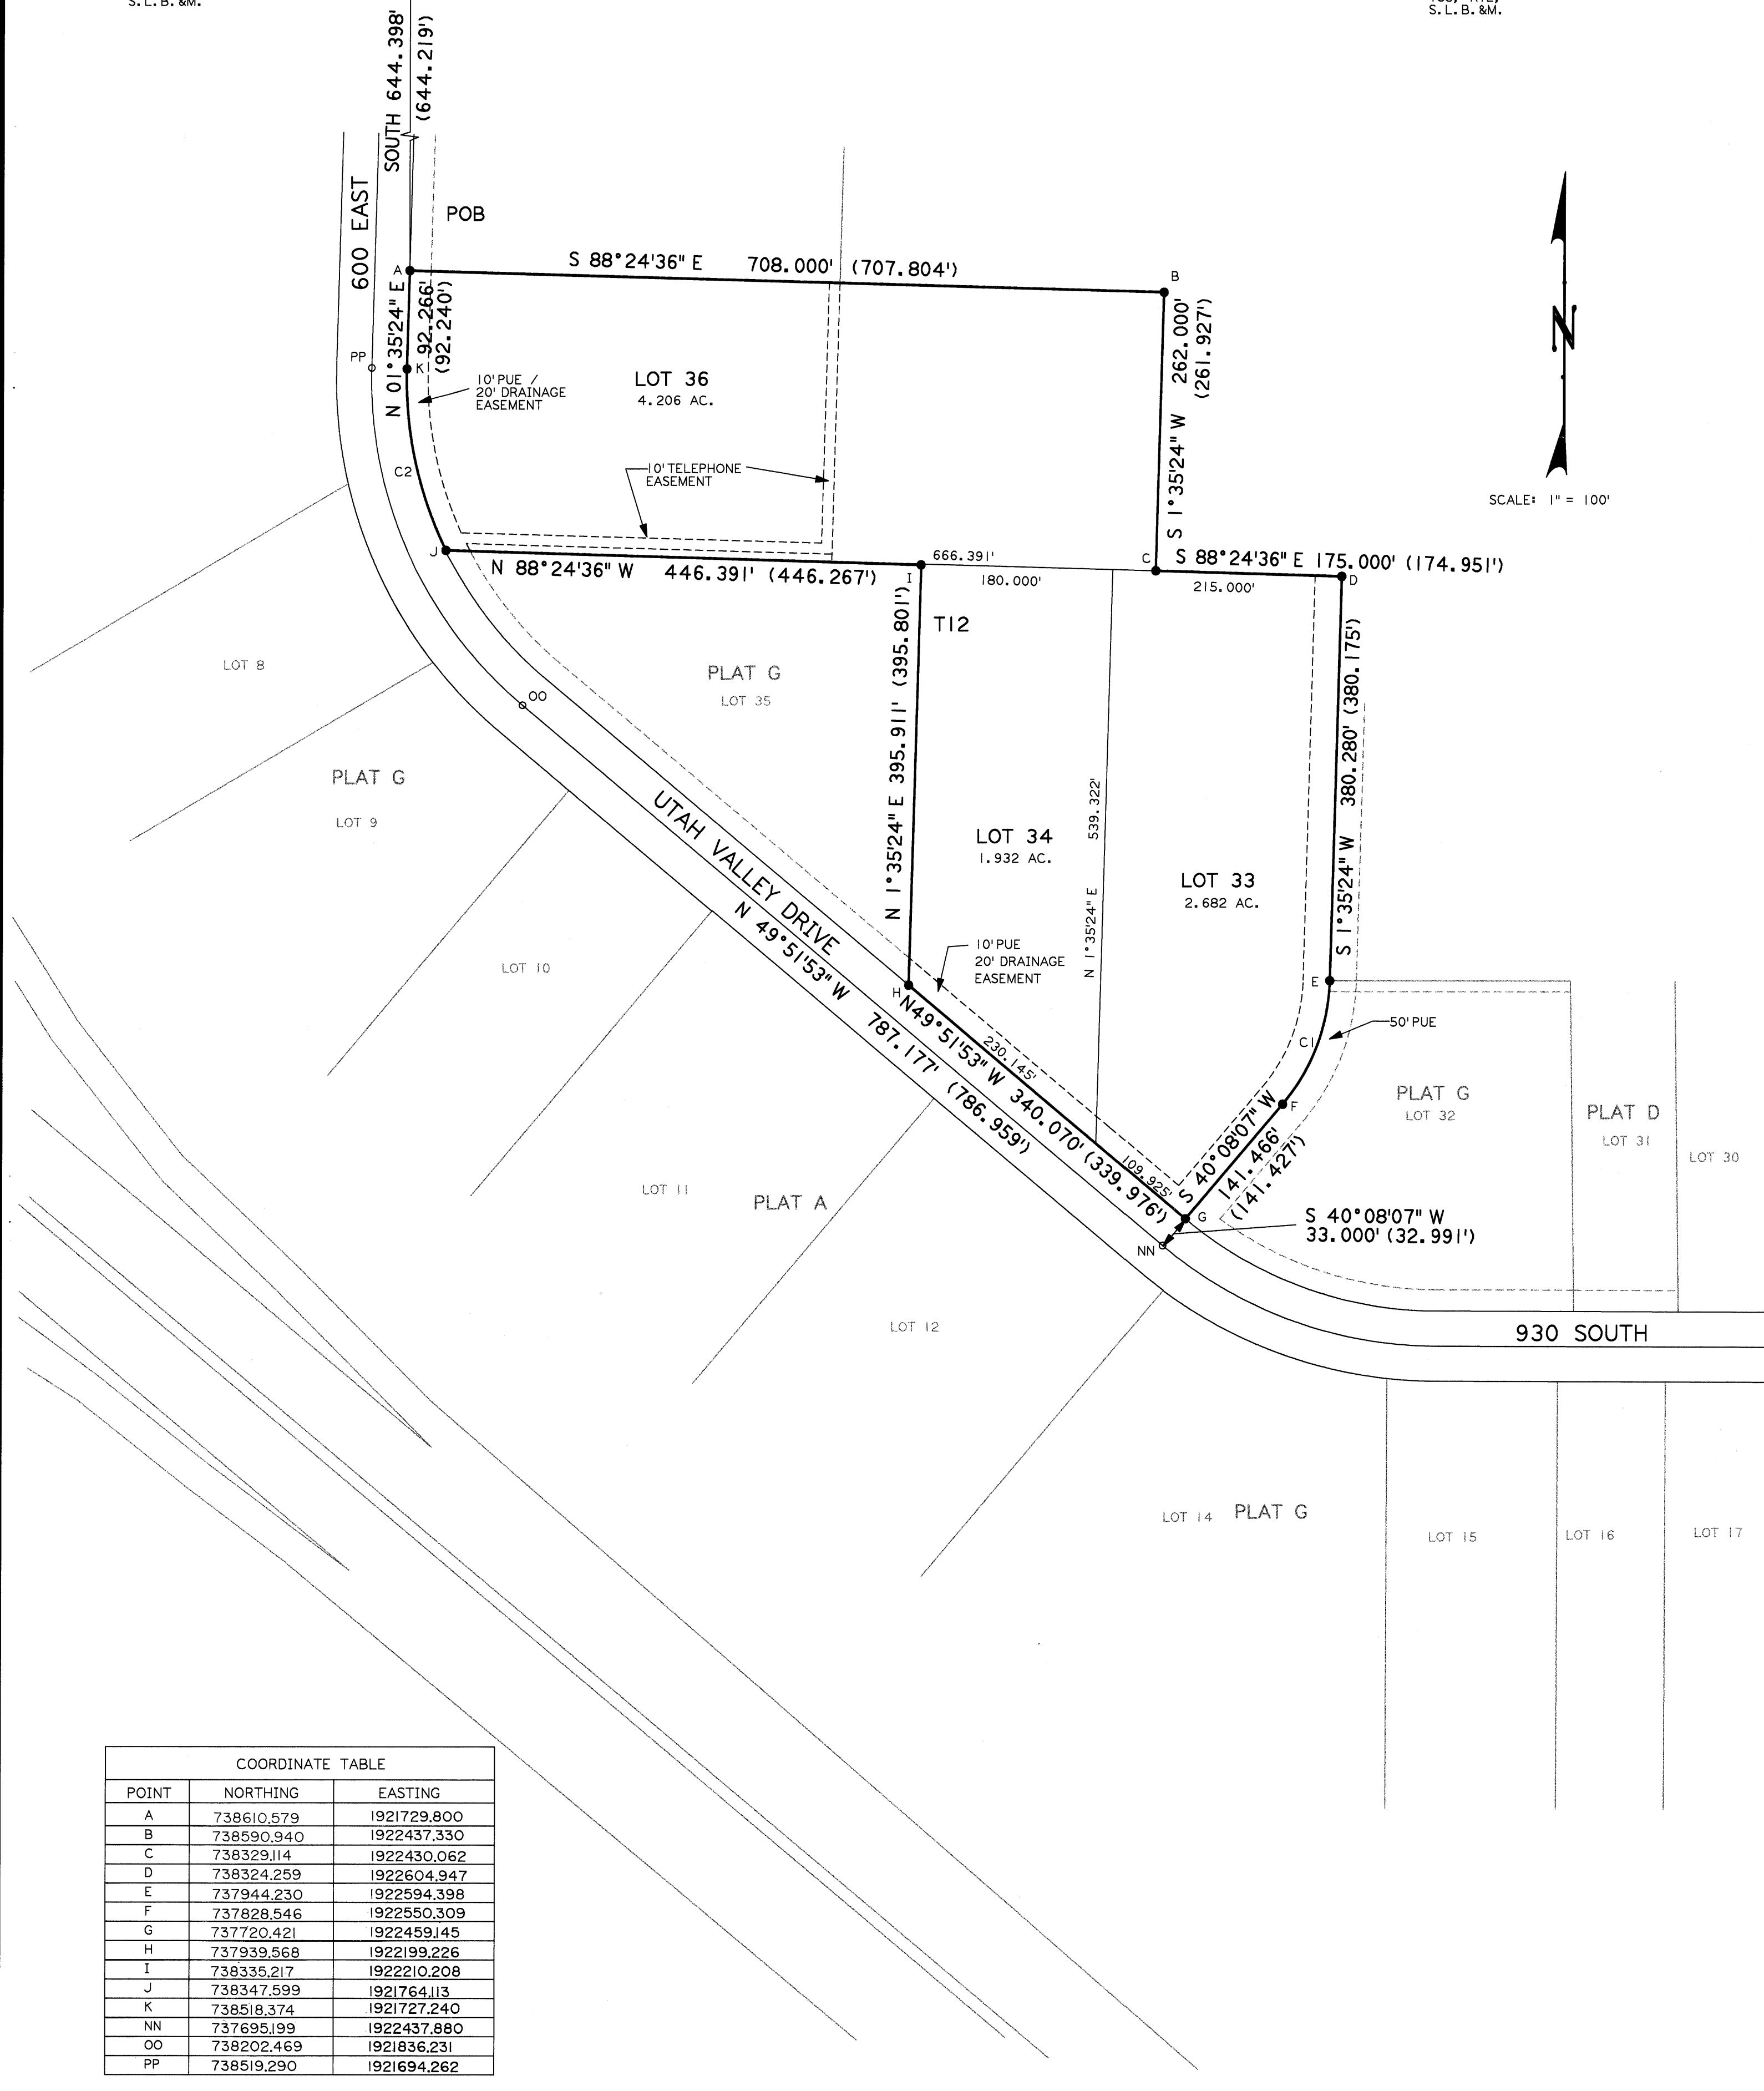 S.L.B.&M.
T8S, R1E,
S.L.B.&M.
SOUTH 644.398'
(644.219')
600 EAST
POB
S 88°24'36" E 708.000' (707.804')
A
B
N 01°35'24" E
92.266'
(92.240')
S 1°35'24" W 262.000'
(261.927')
N
PP
K
10' PUE /
20' DRAINAGE
EASEMENT
LOT 36
4.206 AC.
C2
10' TELEPHONE
EASEMENT
SCALE: 1" = 100'
J
N 88°24'36" W 446.391' (446.267')
I
666.391'
180.000'
C
S 88°24'36" E 175.000' (174.951')
215.000'
D
T12
N 1°35'24" E 395.911' (395.801')
S 1°35'24" W 380.280' (380.175')
LOT 8
PLAT G
LOT 35
OO
PLAT G
LOT 9
UTAH VALLEY DRIVE
N 49°51'53" W 787.177' (786.959')
LOT 34
1.932 AC.
N 1°35'24" E 539.322'
LOT 33
2.682 AC.
LOT 10
10' PUE
20' DRAINAGE
EASEMENT
H
N49°51'53" W 340.070' (339.976')
230.145'
109.925'
E
50' PUE
C1
F
S 40°08'07" W
141.466'
(141.427')
PLAT G
LOT 32
PLAT D
LOT 31
LOT 30
LOT 11
PLAT A
G
S 40°08'07" W
33.000' (32.991')
NN
LOT 12
930 SOUTH
LOT 14 PLAT G
LOT 15
LOT 16
LOT 17
COORDINATE TABLE
POINT NORTHING EASTING
A 738610.579 1921729.800
B 738590.940 1922437.330
C 738329.114 1922430.062
D 738324.259 1922604.947
E 737944.230 1922594.398
F 737828.546 1922550.309
G 737720.421 1922459.145
H 737939.568 1922199.226
I 738335.217 1922210.208
J 738347.599 1921764.113
K 738518.374 1921727.240
NN 737695.199 1922437.880
OO 738202.469 1921836.231
PP 738519.290 1921694.262